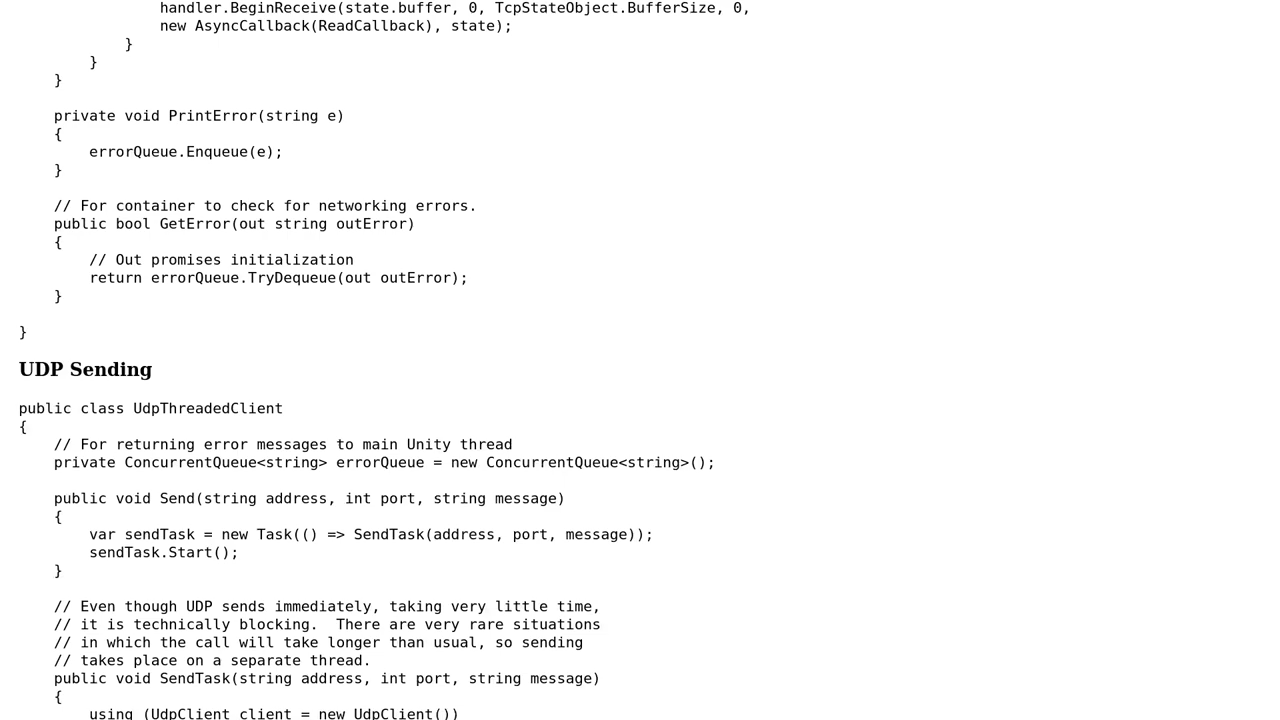 handler.BeginReceive(state.buffer, 0, TcpStateObject.BufferSize, 0,
                new AsyncCallback(ReadCallback), state);
            }
        }
    }

    private void PrintError(string e)
    {
        errorQueue.Enqueue(e);
    }

    // For container to check for networking errors.
    public bool GetError(out string outError)
    {
        // Out promises initialization
        return errorQueue.TryDequeue(out outError);
    }

}
UDP Sending
public class UdpThreadedClient
{
    // For returning error messages to main Unity thread
    private ConcurrentQueue<string> errorQueue = new ConcurrentQueue<string>();

    public void Send(string address, int port, string message)
    {
        var sendTask = new Task(() => SendTask(address, port, message));
        sendTask.Start();
    }

    // Even though UDP sends immediately, taking very little time,
    // it is technically blocking.  There are very rare situations
    // in which the call will take longer than usual, so sending
    // takes place on a separate thread.
    public void SendTask(string address, int port, string message)
    {
        using (UdpClient client = new UdpClient())